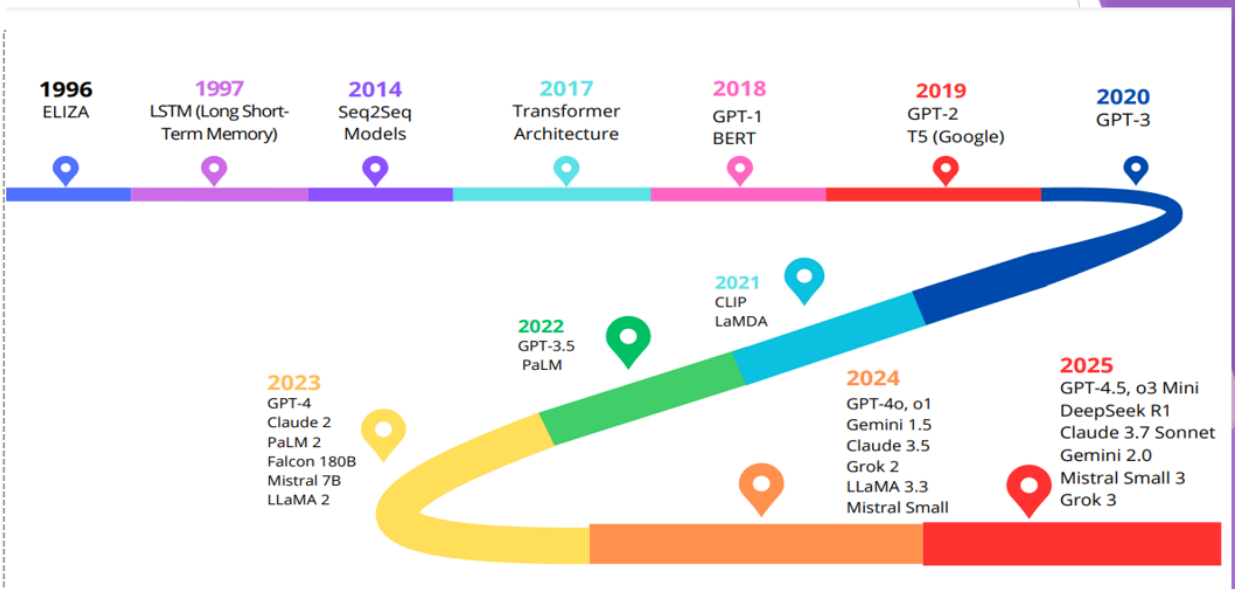 1996
ELIZA
1997
LSTM (Long Short-
Term Memory)
2014
Seq2Seq
Models
2017
Transformer
Architecture
2018
GPT-1
BERT
2019
GPT-2
T5 (Google)
2020
GPT-3
2021
CLIP
LaMDA
2022
GPT-3.5
PaLM
2023
GPT-4
Claude 2
PaLM 2
Falcon 180B
Mistral 7B
LLaMA 2
2024
GPT-4o, o1
Gemini 1.5
Claude 3.5
Grok 2
LLaMA 3.3
Mistral Small
2025
GPT-4.5, o3 Mini
DeepSeek R1
Claude 3.7 Sonnet
Gemini 2.0
Mistral Small 3
Grok 3